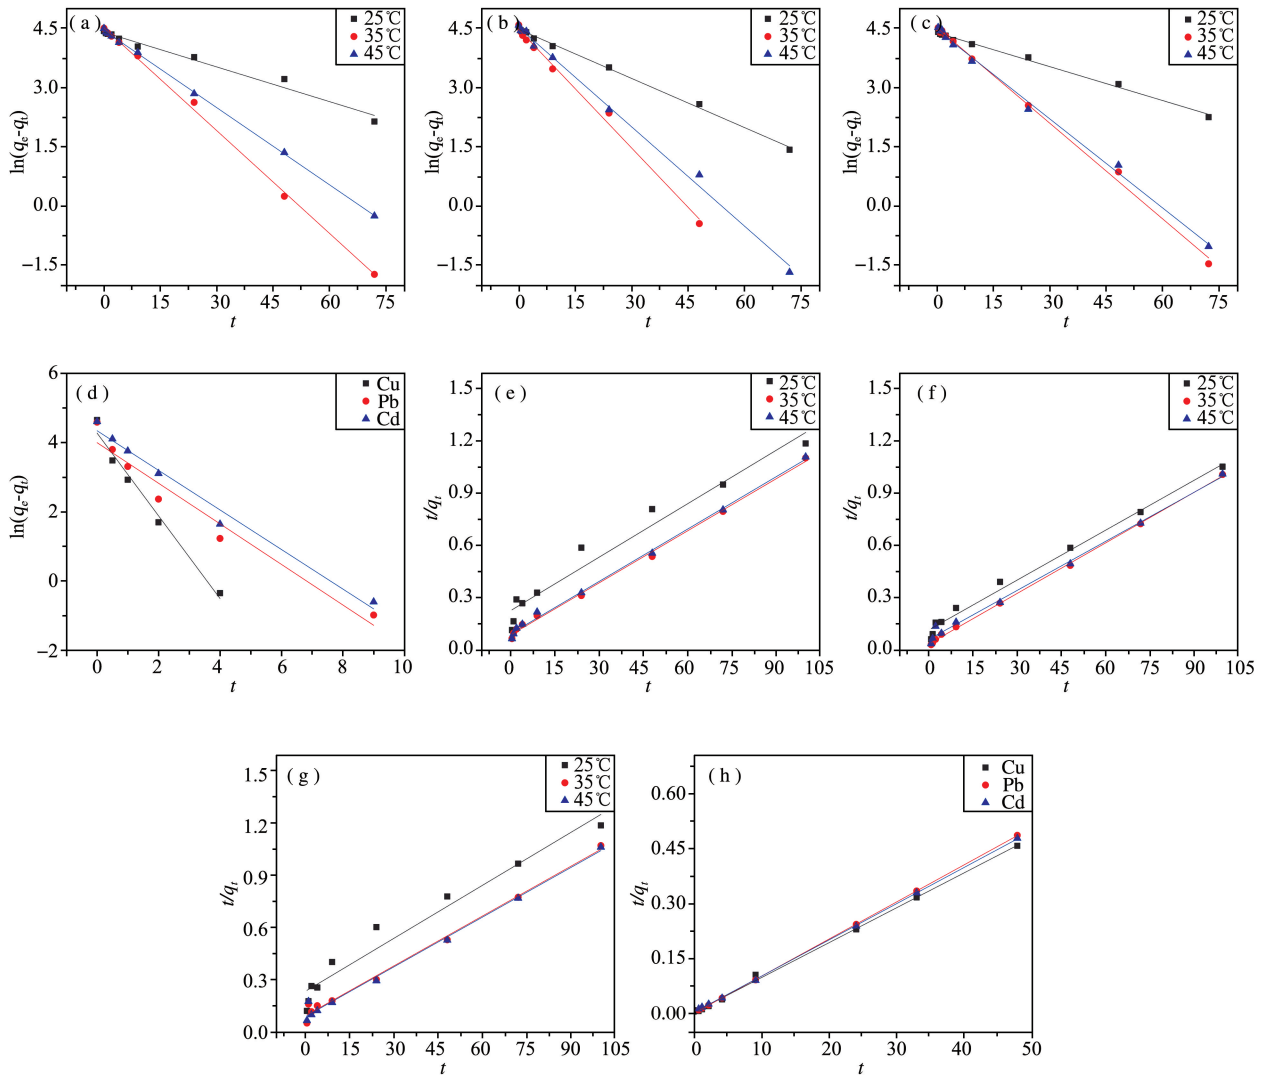 ( a )
25℃
35℃
45℃
4.5
3.0
1.5
0.0
−1.5
ln(qe-qt)
0 15 30 45 60 75
t
( b )
25℃
35℃
45℃
4.5
3.0
1.5
0.0
−1.5
ln(qe-qt)
0 15 30 45 60 75
t
( c )
25℃
35℃
45℃
4.5
3.0
1.5
0.0
−1.5
ln(qe-qt)
0 15 30 45 60 75
t
( d )
Cu
Pb
Cd
6
4
2
0
−2
ln(qe-qt)
0 2 4 6 8 10
t
( e )
25℃
35℃
45℃
1.5
1.2
0.9
0.6
0.3
0.0
t/qt
0 15 30 45 60 75 90 105
t
( f )
25℃
35℃
45℃
1.5
1.2
0.9
0.6
0.3
0.0
t/qt
0 15 30 45 60 75 90 105
t
( g )
25℃
35℃
45℃
1.5
1.2
0.9
0.6
0.3
0.0
t/qt
0 15 30 45 60 75 90 105
t
( h )
Cu
Pb
Cd
0.60
0.45
0.30
0.15
0.00
t/qt
0 10 20 30 40 50
t